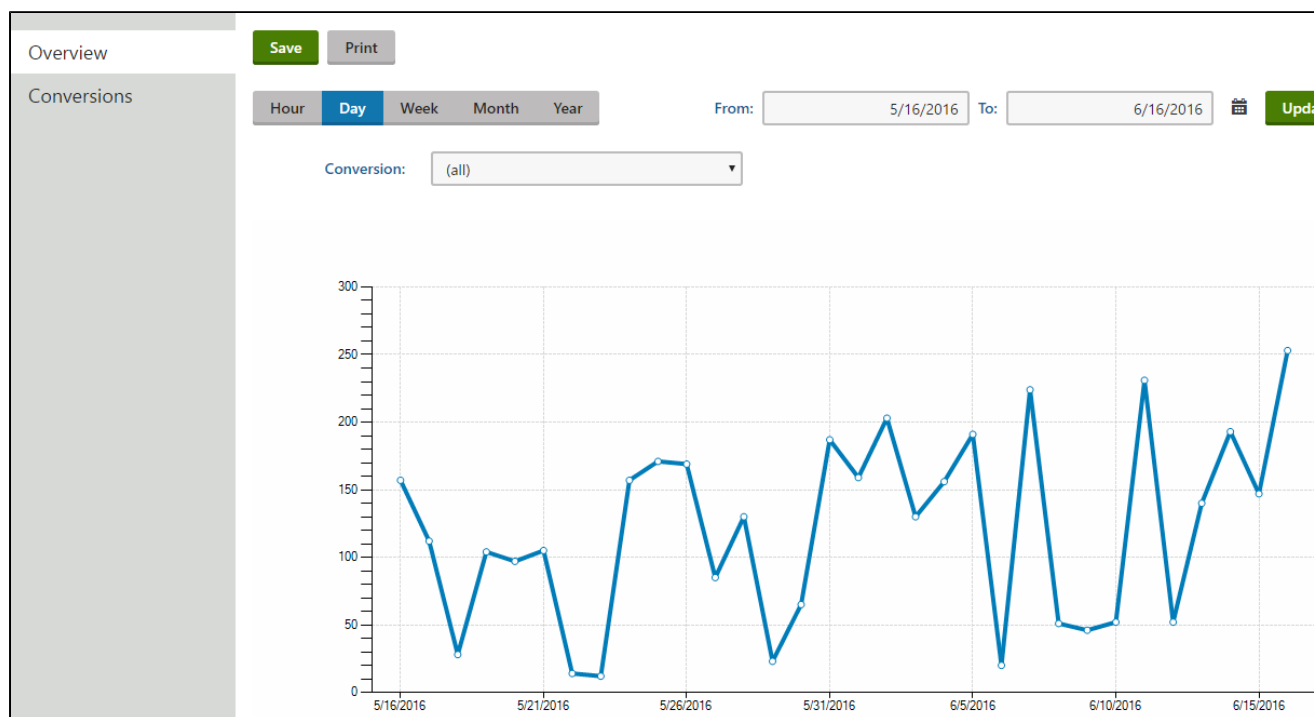 Overview
Conversions
Save Print
Hour Day Week Month Year From: 5/16/2016 To: 6/16/2016 Upda
Conversion: (all)
300
250
200
150
100
50
0
5/16/2016 5/21/2016 5/26/2016 5/31/2016 6/5/2016 6/10/2016 6/15/2016